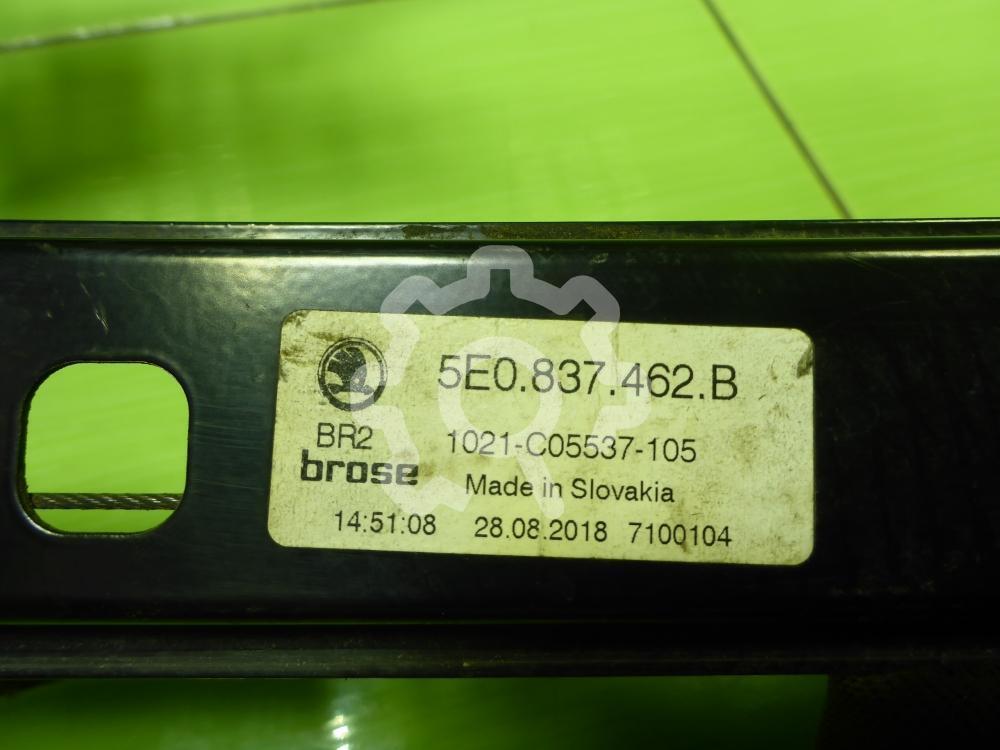 5E0.837.462.B
BR2
1021-C05537-105
brose
Made in Slovakia
14:51:08 28.08.2018 7100104